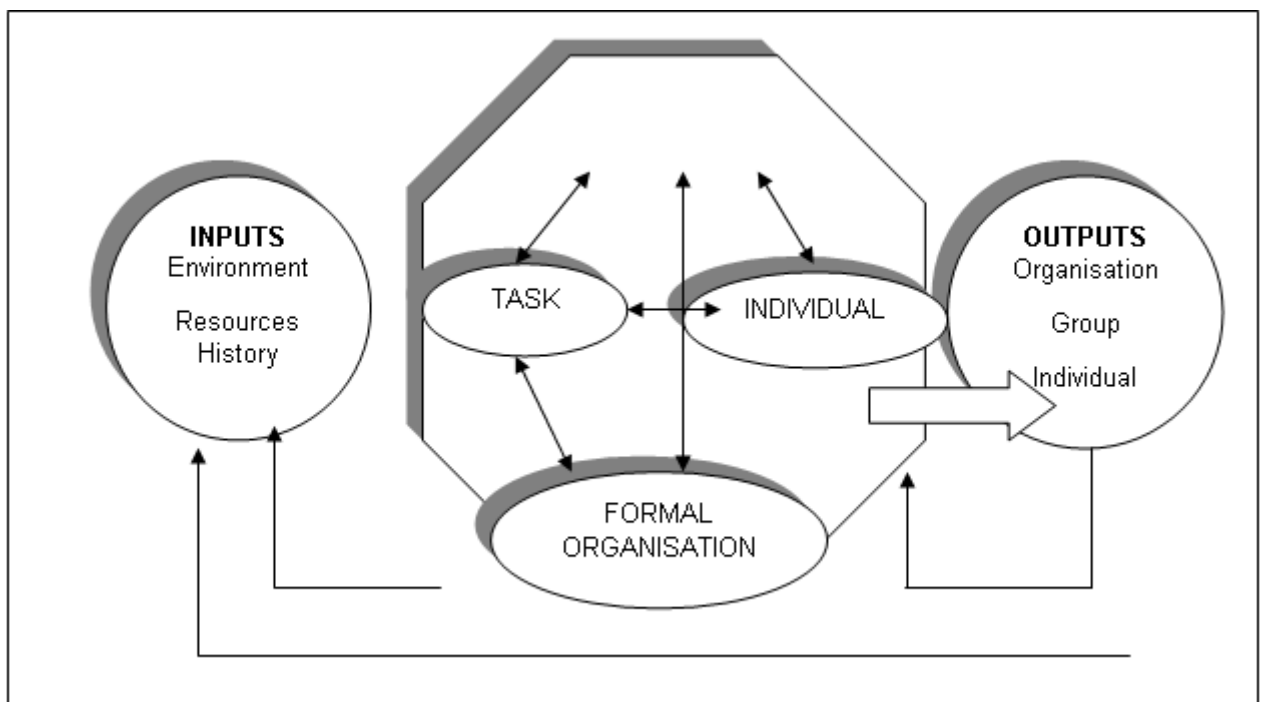 INPUTS
Environment
Resources
History
TASK
INDIVIDUAL
FORMAL
ORGANISATION
OUTPUTS
Organisation
Group
Individual